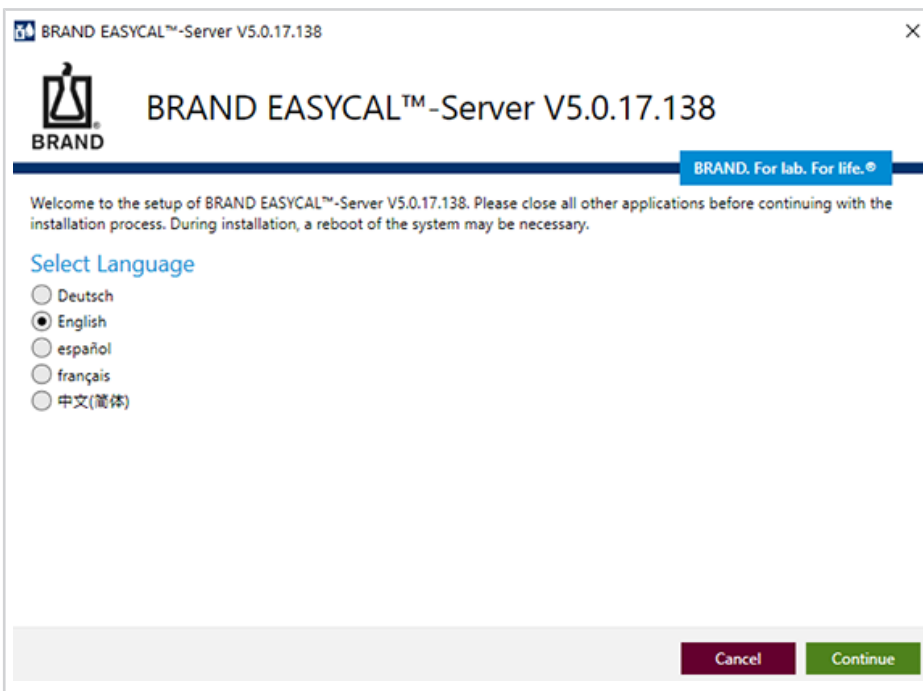 BRAND EASYCAL™-Server V5.0.17.138
BRAND®
BRAND EASYCAL™-Server V5.0.17.138
BRAND. For lab. For life.®
Welcome to the setup of BRAND EASYCAL™-Server V5.0.17.138. Please close all other applications before continuing with the
installation process. During installation, a reboot of the system may be necessary.
Select Language
Deutsch
English
español
français
中文(简体)
Cancel
Continue